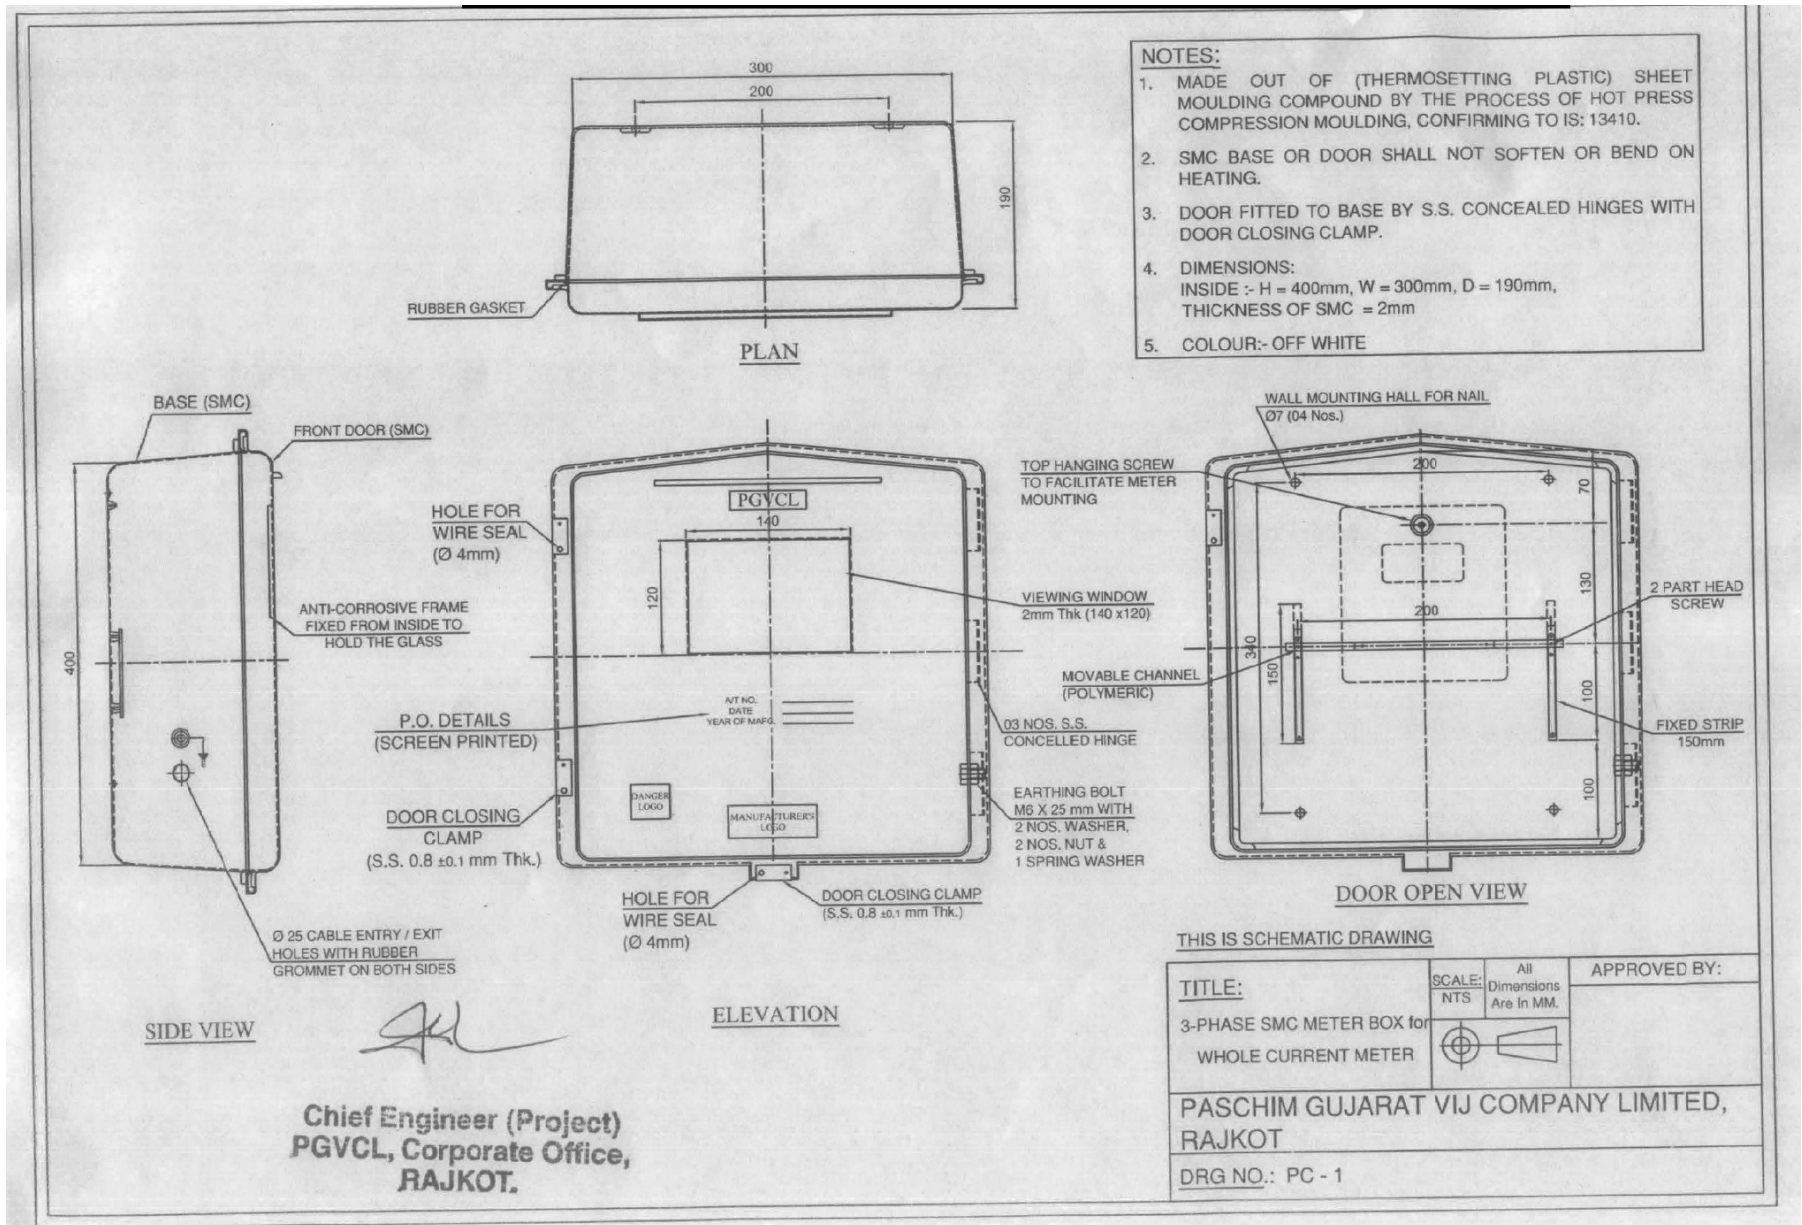 300
200
190
RUBBER GASKET
PLAN
NOTES:
1. MADE OUT OF (THERMOSETTING PLASTIC) SHEET
MOULDING COMPOUND BY THE PROCESS OF HOT PRESS
COMPRESSION MOULDING, CONFIRMING TO IS: 13410.
2. SMC BASE OR DOOR SHALL NOT SOFTEN OR BEND ON
HEATING.
3. DOOR FITTED TO BASE BY S.S. CONCEALED HINGES WITH
DOOR CLOSING CLAMP.
4. DIMENSIONS:
INSIDE :- H = 400mm, W = 300mm, D = 190mm,
THICKNESS OF SMC = 2mm
5. COLOUR:- OFF WHITE
BASE (SMC)
FRONT DOOR (SMC)
ANTI-CORROSIVE FRAME
FIXED FROM INSIDE TO
HOLD THE GLASS
400
Ø 25 CABLE ENTRY / EXIT
HOLES WITH RUBBER
GROMMET ON BOTH SIDES
SIDE VIEW
HOLE FOR
WIRE SEAL
(Ø 4mm)
PGVCL
140
120
VIEWING WINDOW
2mm Thk (140 x120)
P.O. DETAILS
(SCREEN PRINTED)
A/T NO.
DATE
YEAR OF MAFG.
03 NOS. S.S.
CONCELLED HINGE
DOOR CLOSING
CLAMP
(S.S. 0.8 ±0.1 mm Thk.)
DANGER
LOGO
MANUFACTURER'S
LOGO
EARTHING BOLT
M6 X 25 mm WITH
2 NOS. WASHER,
2 NOS. NUT &
1 SPRING WASHER
HOLE FOR
WIRE SEAL
(Ø 4mm)
DOOR CLOSING CLAMP
(S.S. 0.8 ±0.1 mm Thk.)
ELEVATION
WALL MOUNTING HALL FOR NAIL
Ø7 (04 Nos.)
TOP HANGING SCREW
TO FACILITATE METER
MOUNTING
200
70
130
200
2 PART HEAD
SCREW
340
150
MOVABLE CHANNEL
(POLYMERIC)
100
FIXED STRIP
150mm
100
DOOR OPEN VIEW
Chief Engineer (Project)
PGVCL, Corporate Office,
RAJKOT.
THIS IS SCHEMATIC DRAWING
TITLE:
3-PHASE SMC METER BOX for
WHOLE CURRENT METER
SCALE:
NTS
All
Dimensions
Are In MM.
APPROVED BY:
PASCHIM GUJARAT VIJ COMPANY LIMITED,
RAJKOT
DRG NO.: PC - 1